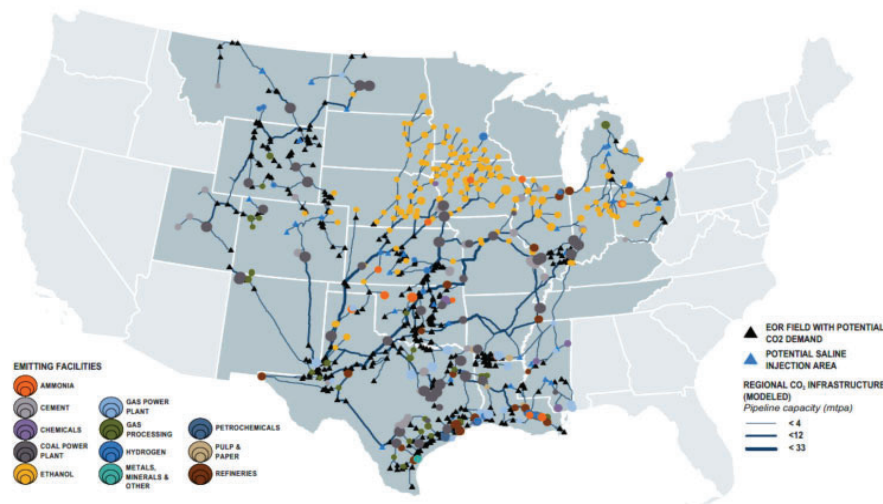 EOR FIELD WITH POTENTIAL
CO2 DEMAND
POTENTIAL SALINE
INJECTION AREA
REGIONAL CO₂ INFRASTRUCTURE
(MODELED)
Pipeline capacity (mtpa)
< 4
<12
< 33
EMITTING FACILITIES
AMMONIA
CEMENT
CHEMICALS
COAL POWER
PLANT
ETHANOL
GAS POWER
PLANT
GAS
PROCESSING
HYDROGEN
METALS,
MINERALS &
OTHER
PETROCHEMICALS
PULP &
PAPER
REFINERIES